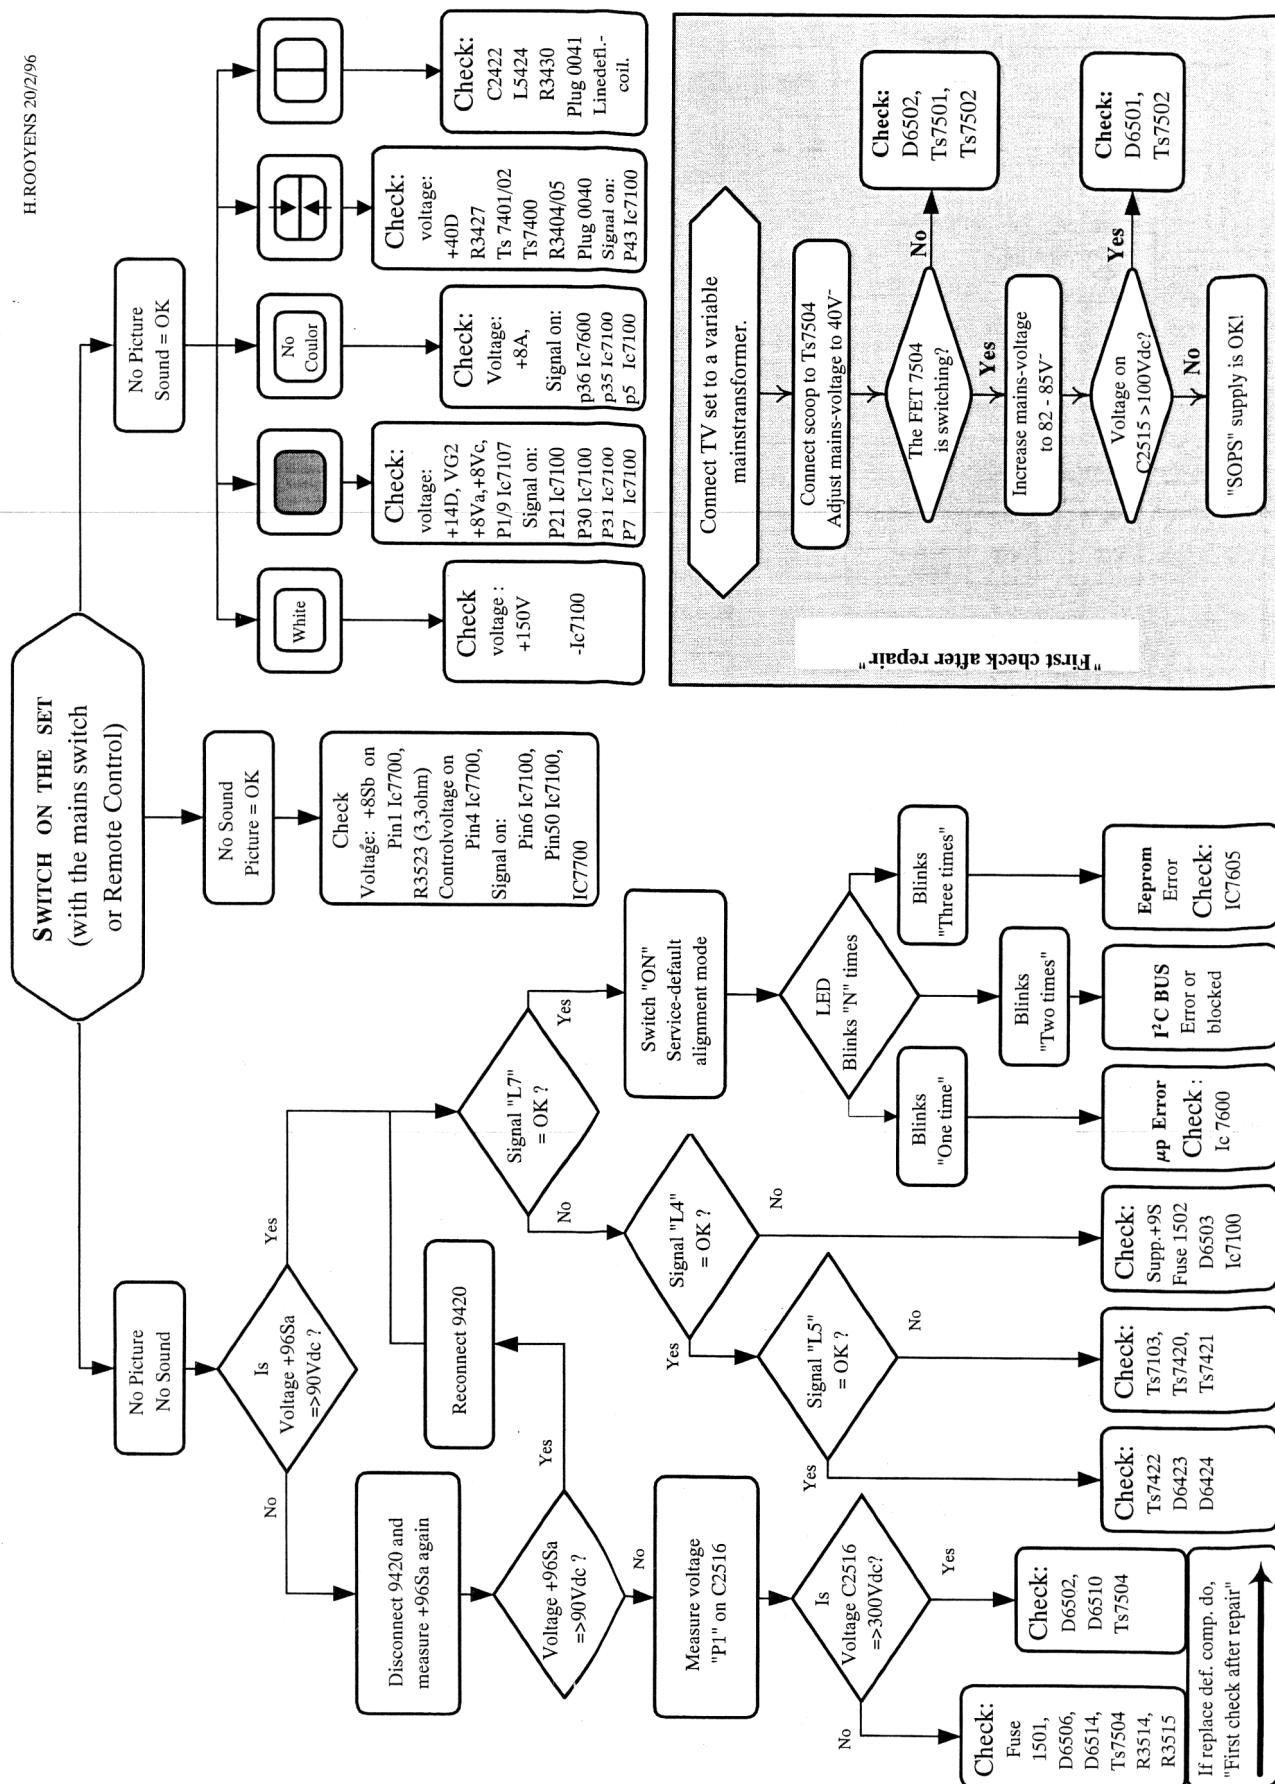 H.ROOYENS 20/2/96
SWITCH ON THE SET
(with the mains switch
or Remote Control)
No Picture
No Sound
Is
Voltage +96Sa
=>90Vdc ?
Yes
No
Disconnect 9420 and
measure +96Sa again
Voltage +96Sa
=>90Vdc ?
Yes
No
Reconnect 9420
Measure voltage
"P1" on C2516
Is
Voltage C2516
=>300Vdc?
Yes
No
Check:
Fuse
1501,
D6506,
D6514,
Ts7504
R3514,
R3515
Check:
D6502,
D6510
Ts7504
If replace def. comp. do,
"First check after repair"
Signal "L7"
= OK ?
Yes
No
Signal "L4"
= OK ?
Yes
No
Signal "L5"
= OK ?
Yes
No
Check:
Ts7422
D6423
D6424
Check:
Ts7103,
Ts7420,
Ts7421
Check:
Supp.+9S
Fuse 1502
D6503
Ic7100
Switch "ON"
Service-default
alignment mode
LED
Blinks "N" times
Blinks
"One time"
Blinks
"Two times"
Blinks
"Three times"
µp Error
Check :
Ic 7600
I²C BUS
Error or
blocked
Eeprom
Error
Check:
IC7605
No Sound
Picture = OK
Check
Voltage: +8Sb on
Pin1 Ic7700,
R3523 (3,3ohm)
Controlvoltage on
Pin4 Ic7700,
Signal on:
Pin6 Ic7100,
Pin50 Ic7100,
IC7700
No Picture
Sound = OK
White
Check
voltage :
+150V
-Ic7100
Check:
voltage:
+14D, VG2
+8Va,+8Vc,
P1/9 Ic7107
Signal on:
P21 Ic7100
P30 Ic7100
P31 Ic7100
P7 Ic7100
No
Coulor
Check:
Voltage:
+8A,
Signal on:
p36 Ic7600
p35 Ic7100
p5 Ic7100
Check:
voltage:
+40D
R3427
Ts 7401/02
Ts7400
R3404/05
Plug 0040
Signal on:
P43 Ic7100
Check:
C2422
L5424
R3430
Plug 0041
Linedefl.-
coil.
"First check after repair"
Connect TV set to a variable
mainstransformer.
Connect scoop to Ts7504
Adjust mains-voltage to 40V~
The FET 7504
is switching?
No
Yes
Check:
D6502,
Ts7501,
Ts7502
Increase mains-voltage
to 82 - 85V~
Voltage on
C2515 >100Vdc?
Yes
No
Check:
D6501,
Ts7502
"SOPS" supply is OK!